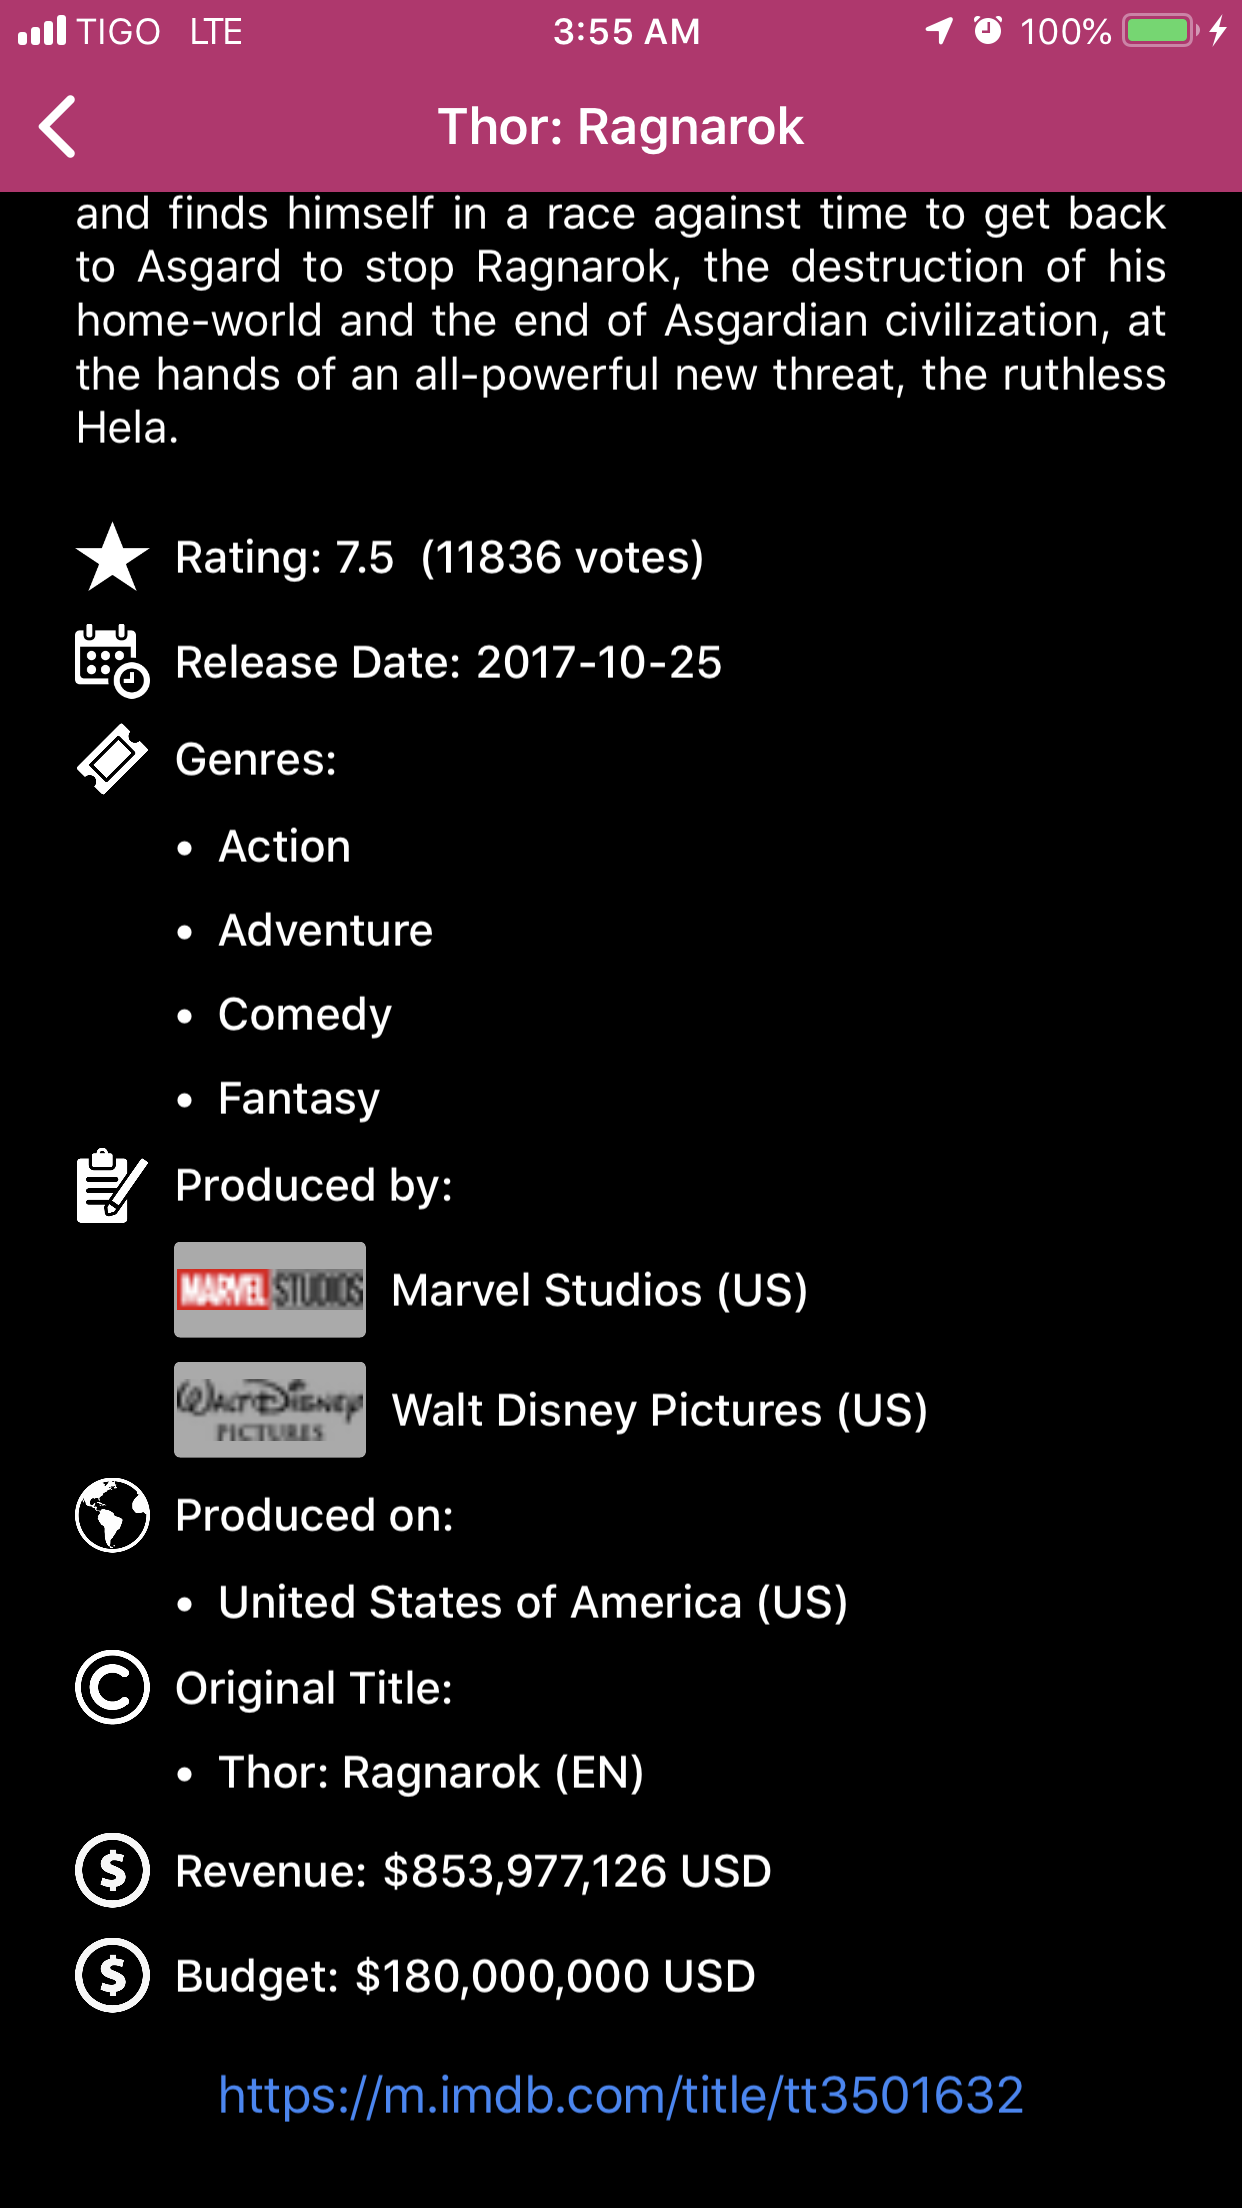 TIGO LTE 3:55 AM 100%
Thor: Ragnarok
and finds himself in a race against time to get back
to Asgard to stop Ragnarok, the destruction of his
home-world and the end of Asgardian civilization, at
the hands of an all-powerful new threat, the ruthless
Hela.
Rating: 7.5 (11836 votes)
Release Date: 2017-10-25
Genres:
• Action
• Adventure
• Comedy
• Fantasy
Produced by:
MARVEL STUDIOS Marvel Studios (US)
WALT DISNEY
PICTURES
Walt Disney Pictures (US)
Produced on:
• United States of America (US)
Original Title:
• Thor: Ragnarok (EN)
Revenue: $853,977,126 USD
Budget: $180,000,000 USD
https://m.imdb.com/title/tt3501632